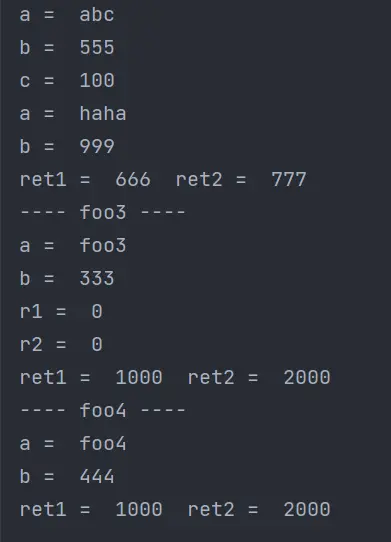 a =  abc
b =  555
c =  100
a =  haha
b =  999
ret1 =  666  ret2 =  777
---- foo3 ----
a =  foo3
b =  333
r1 =  0
r2 =  0
ret1 =  1000  ret2 =  2000
---- foo4 ----
a =  foo4
b =  444
ret1 =  1000  ret2 =  2000